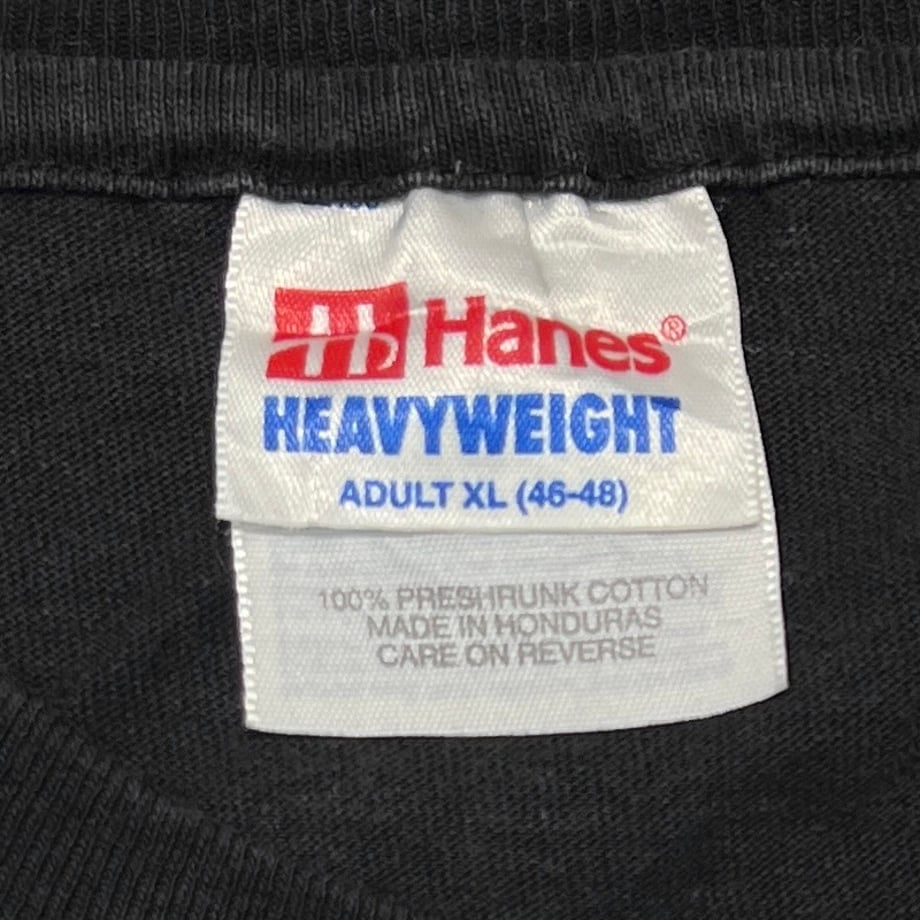 Hanes®
HEAVYWEIGHT
ADULT XL (46-48)
100% PRESHRUNK COTTON
MADE IN HONDURAS
CARE ON REVERSE